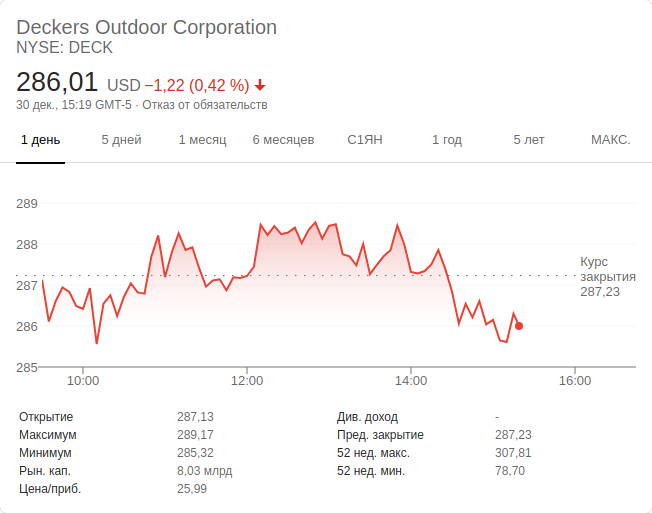 Deckers Outdoor Corporation
NYSE: DECK
286,01 USD −1,22 (0,42 %)
30 дек., 15:19 GMT-5 · Отказ от обязательств
1 день 5 дней 1 месяц 6 месяцев С1ЯН 1 год 5 лет МАКС.
289
288
Курс
закрытия
287,23
287
286
285
10:00 12:00 14:00 16:00
Открытие 287,13 Див. доход -
Максимум 289,17 Пред. закрытие 287,23
Минимум 285,32 52 нед. макс. 307,81
Рын. кап. 8,03 млрд 52 нед. мин. 78,70
Цена/приб. 25,99